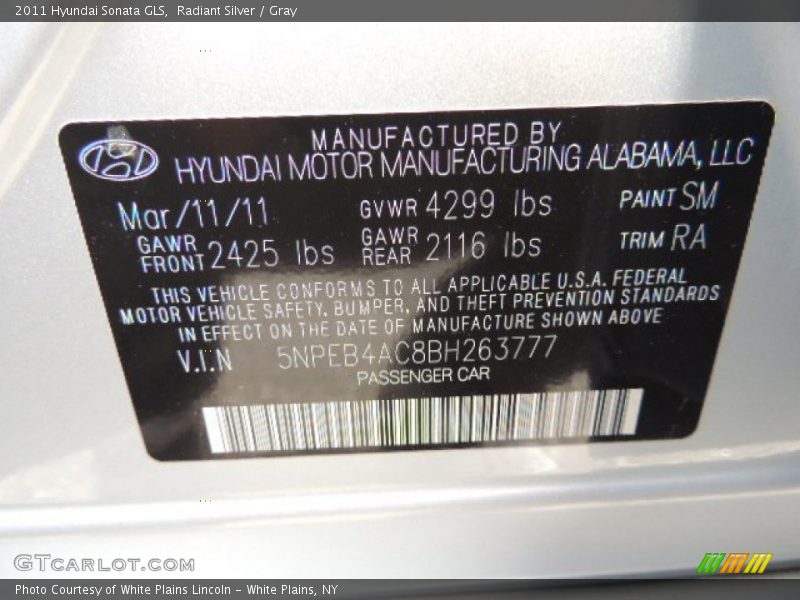 2011 Hyundai Sonata GLS, Radiant Silver / Gray
MANUFACTURED BY
HYUNDAI MOTOR MANUFACTURING ALABAMA, LLC
Mar/11/11 GVWR 4299 lbs PAINT SM
GAWR FRONT 2425 lbs GAWR REAR 2116 lbs TRIM RA
THIS VEHICLE CONFORMS TO ALL APPLICABLE U.S.A. FEDERAL
MOTOR VEHICLE SAFETY, BUMPER, AND THEFT PREVENTION STANDARDS
IN EFFECT ON THE DATE OF MANUFACTURE SHOWN ABOVE
V.I.N 5NPEB4AC8BH263777
PASSENGER CAR
GTCARLOT.COM
Photo Courtesy of White Plains Lincoln - White Plains, NY